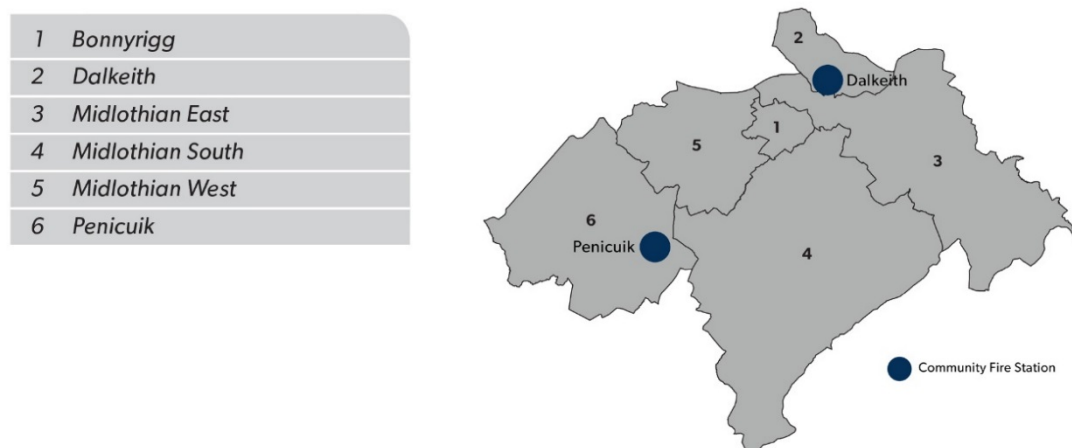 1 Bonnyrigg
2 Dalkeith
3 Midlothian East
4 Midlothian South
5 Midlothian West
6 Penicuik
2
Dalkeith
1
5
3
6
Penicuik
4
Community Fire Station